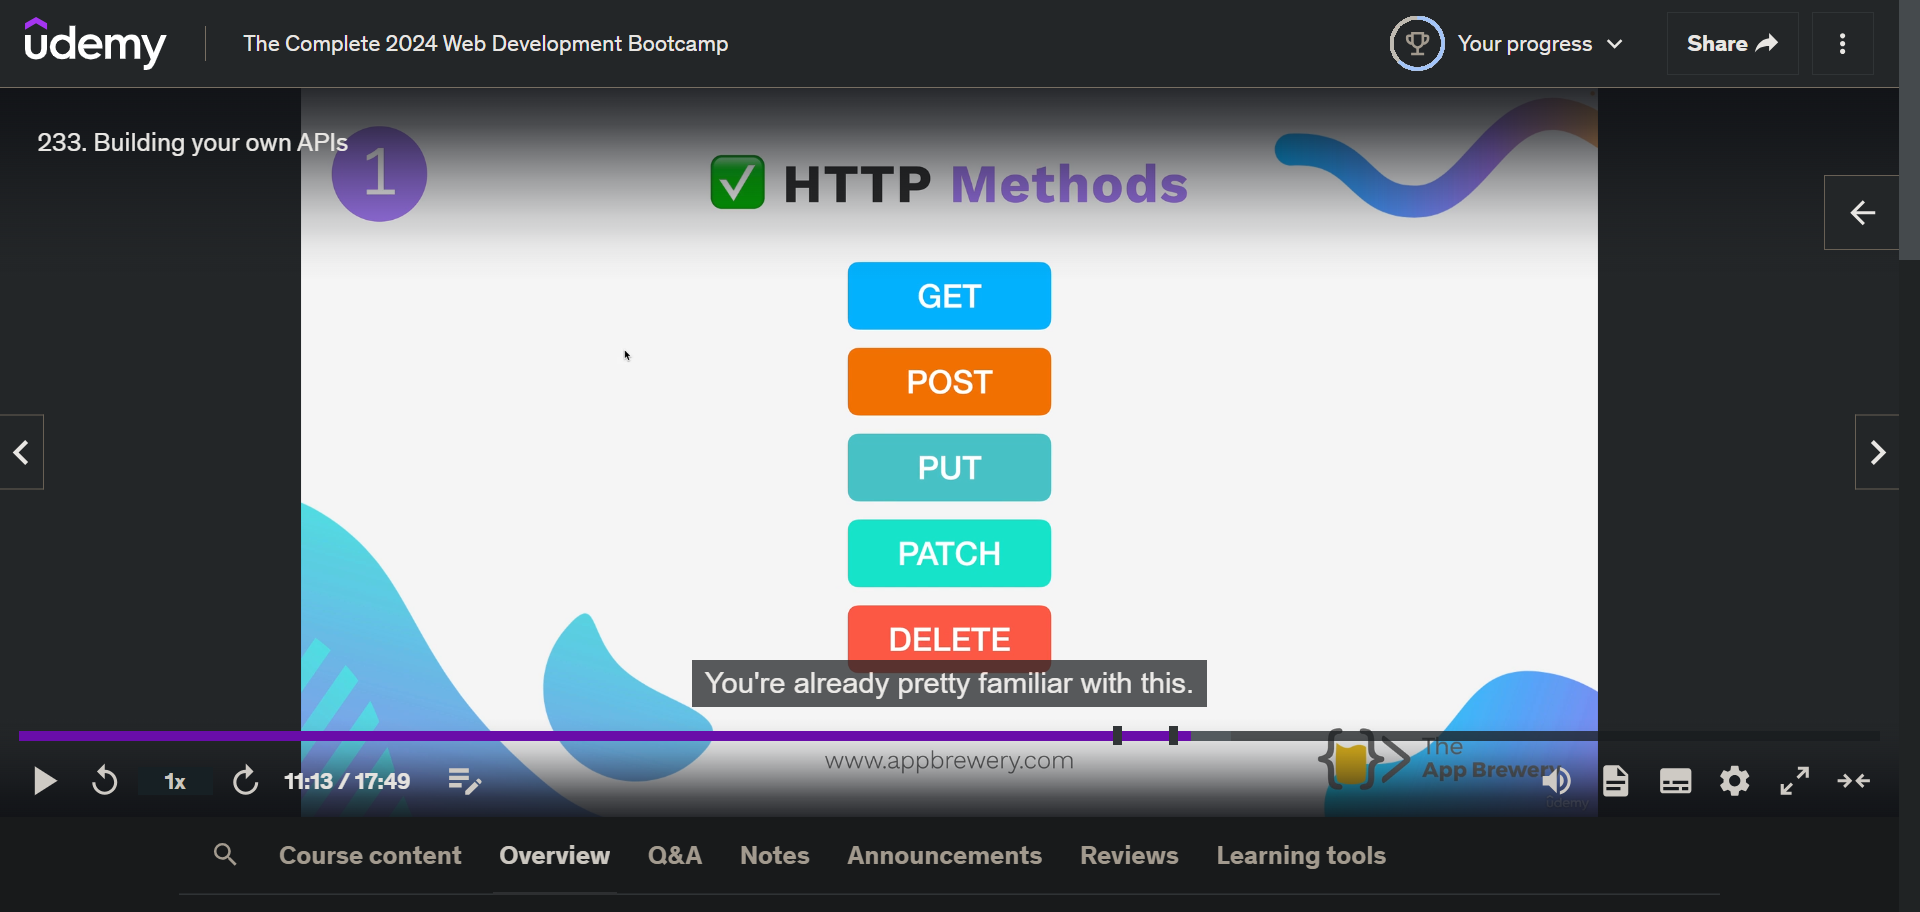 udemy
The Complete 2024 Web Development Bootcamp
Your progress
Share
233. Building your own APIs
1
HTTP Methods
GET
POST
PUT
PATCH
DELETE
You're already pretty familiar with this.
www.appbrewery.com
The
App Brewery
1x
11:13 / 17:49
udemy
Course content
Overview
Q&A
Notes
Announcements
Reviews
Learning tools